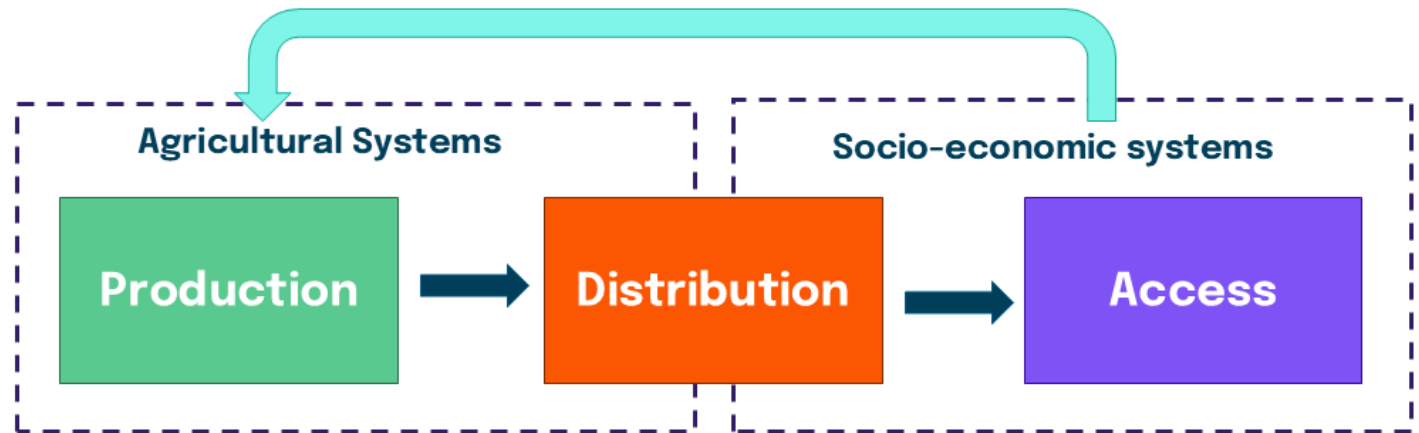 Agricultural Systems
Socio-economic systems
Production
Distribution
Access